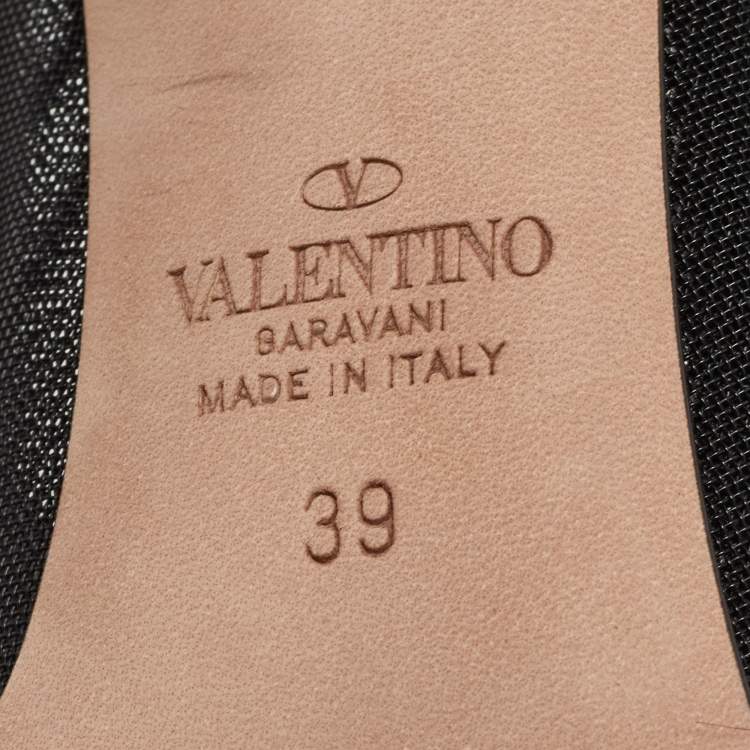 V
VALENTINO
GARAVANI
MADE IN ITALY
39